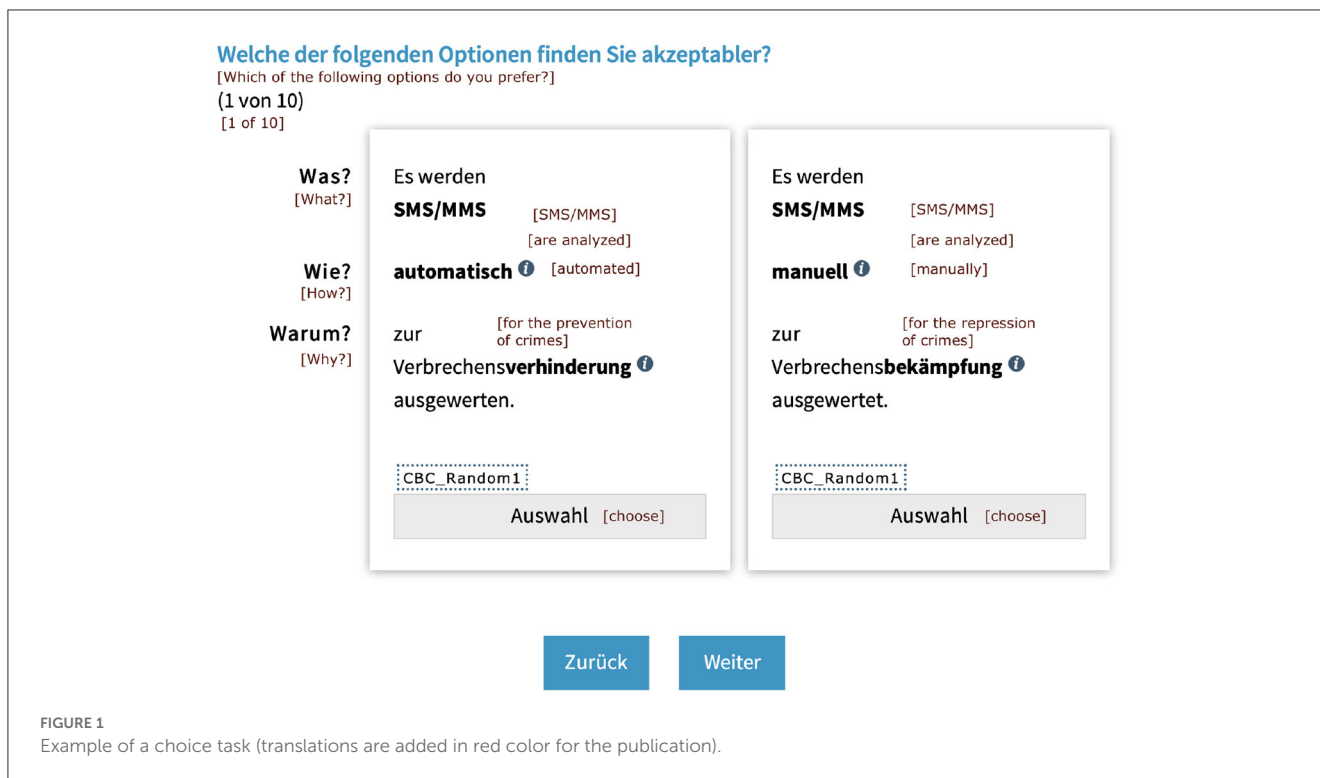 Welche der folgenden Optionen finden Sie akzeptabler?
[Which of the following options do you prefer?]
(1 von 10)
[1 of 10]
Was?
[What?]
Es werden
SMS/MMS [SMS/MMS]
[are analyzed]
Es werden
SMS/MMS [SMS/MMS]
[are analyzed]
Wie?
[How?]
automatisch i [automated]
manuell i [manually]
Warum?
[Why?]
zur [for the prevention
of crimes]
Verbrechensverhinderung i
ausgewerten.
zur [for the repression
of crimes]
Verbrechensbekämpfung i
ausgewertet.
CBC_Random1
Auswahl [choose]
CBC_Random1
Auswahl [choose]
Zurück Weiter
FIGURE 1
Example of a choice task (translations are added in red color for the publication).